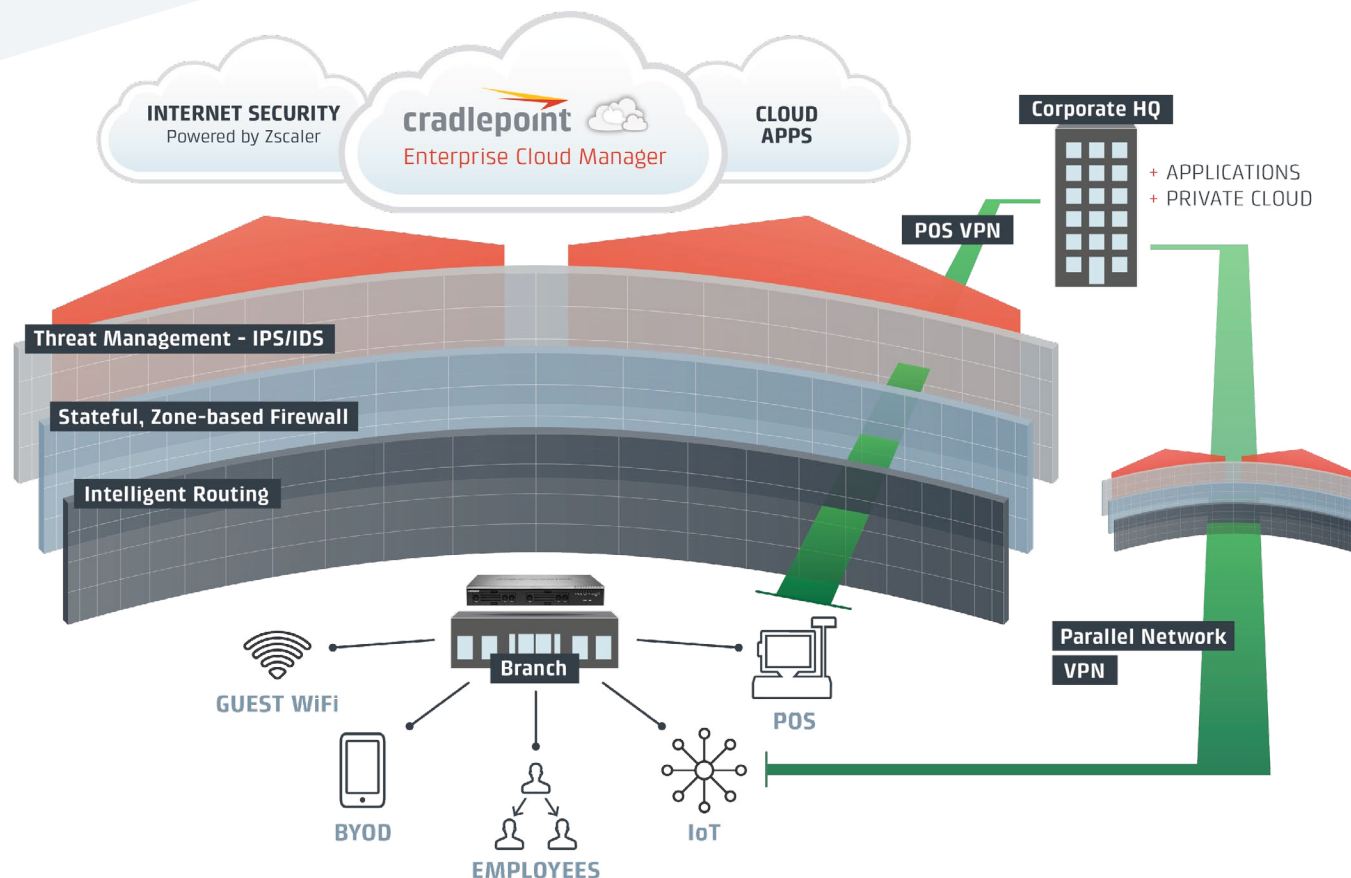 INTERNET SECURITY
Powered by Zscaler
cradlepoint
Enterprise Cloud Manager
CLOUD
APPS
Corporate HQ
+ APPLICATIONS
+ PRIVATE CLOUD
POS VPN
Threat Management - IPS/IDS
Stateful, Zone-based Firewall
Intelligent Routing
Branch
GUEST WiFi
POS
Parallel Network
VPN
BYOD
EMPLOYEES
IoT